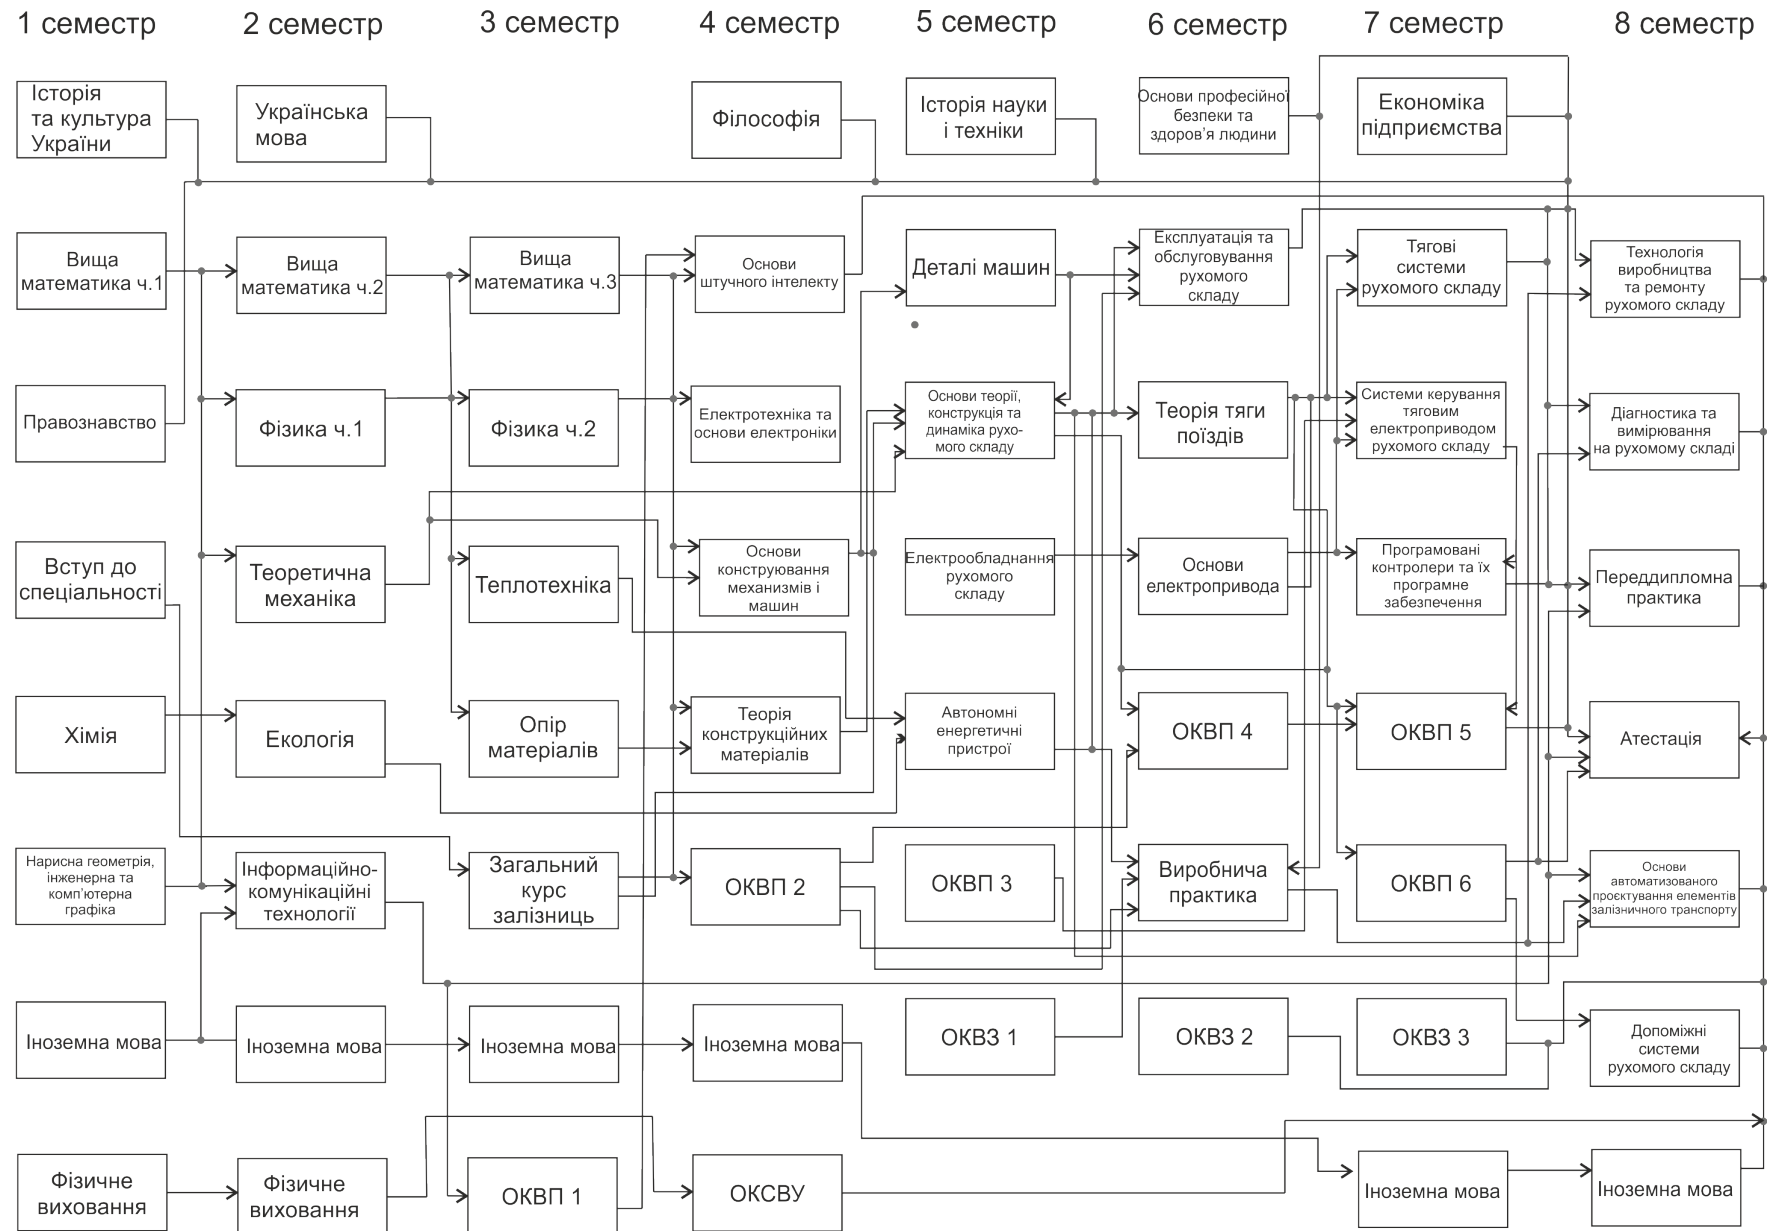 1 семестр
2 семестр
3 семестр
4 семестр
5 семестр
6 семестр
7 семестр
8 семестр
Історія
та культура
України
Українська
мова
Філософія
Історія науки
і техніки
Основи професійної
безпеки та
здоров'я людини
Економіка
підприємства
Вища
математика ч.1
Вища
математика ч.2
Вища
математика ч.3
Основи
штучного інтелекту
Деталі машин
Експлуатація та
обслуговування
рухомого
складу
Тягові
системи
рухомого складу
Технологія
виробництва
та ремонту
рухомого складу
Правознавство
Фізика ч.1
Фізика ч.2
Електротехніка та
основи електроніки
Основи теорії,
конструкція та
динаміка рухо-
мого складу
Теорія тяги
поїздів
Системи керування
тяговим
електроприводом
рухомого складу
Діагностика та
вимірювання
на рухомому складі
Вступ до
спеціальності
Теоретична
механіка
Теплотехніка
Основи
конструювання
механизмів і
машин
Електрообладнання
рухомого
складу
Основи
електропривода
Програмовані
контролери та їх
програмне
забезпечення
Переддипломна
практика
Хімія
Екологія
Опір
матеріалів
Теорія
конструкційних
матеріалів
Автономні
енергетичні
пристрої
ОКВП 4
ОКВП 5
Атестація
Нарисна геометрія,
інженерна та
комп'ютерна
графіка
Інформаційно-
комунікаційні
технології
Загальний
курс
залізниць
ОКВП 2
ОКВП 3
Виробнича
практика
ОКВП 6
Основи
автоматизованого
проєктування елементів
залізничного транспорту
Іноземна мова
Іноземна мова
Іноземна мова
Іноземна мова
ОКВЗ 1
ОКВЗ 2
ОКВЗ 3
Допоміжні
системи
рухомого складу
Фізичне
виховання
Фізичне
виховання
ОКВП 1
ОКСВУ
Іноземна мова
Іноземна мова